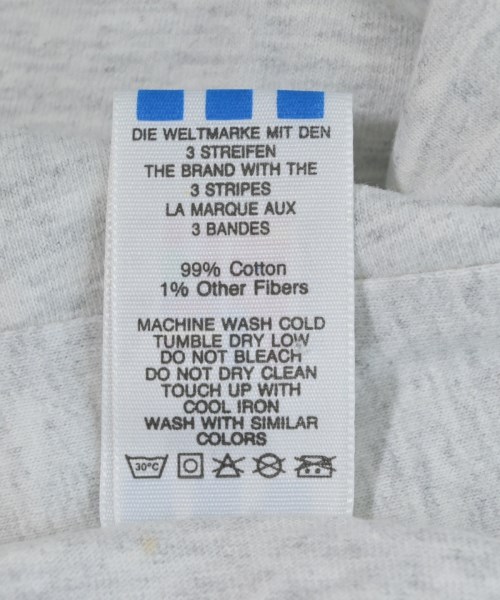 DIE WELTMARKE MIT DEN
3 STREIFEN
THE BRAND WITH THE
3 STRIPES
LA MARQUE AUX
3 BANDES
99% Cotton
1% Other Fibers
MACHINE WASH COLD
TUMBLE DRY LOW
DO NOT BLEACH
DO NOT DRY CLEAN
TOUCH UP WITH
COOL IRON
WASH WITH SIMILAR
COLORS
30°C